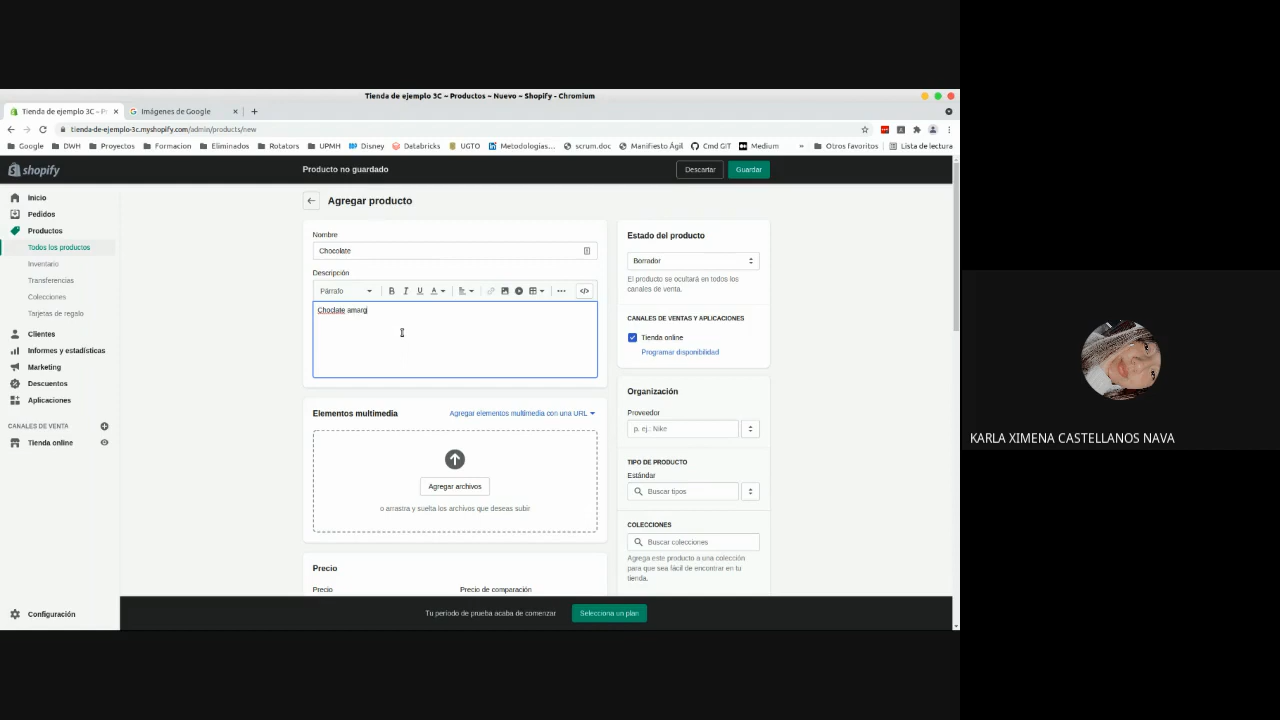 Tienda de ejemplo 3C ~ Productos ~ Nuevo ~ Shopify - Chromium
Tienda de ejemplo 3C ~ P
Imágenes de Google
tienda-de-ejemplo-3c.myshopify.com/admin/products/new
Google
DWH
Proyectos
Formacion
Eliminados
Rotators
UPMH
Disney
Databricks
UGTO
Metodologías...
scrum.doc
Manifiesto Ágil
Cmd GIT
Medium
»
Otros favoritos
Lista de lectura
shopify
Producto no guardado
Descartar
Guardar
Inicio
Pedidos
Productos
Todos los productos
Inventario
Transferencias
Colecciones
Tarjetas de regalo
Clientes
Informes y estadísticas
Marketing
Descuentos
Aplicaciones
CANALES DE VENTA
Tienda online
Configuración
Agregar producto
Nombre
Chocolate
Descripción
Párrafo
B
I
U
A
Choclate amarg
Elementos multimedia
Agregar elementos multimedia con una URL
Agregar archivos
o arrastra y suelta los archivos que deseas subir
Precio
Precio
Precio de comparación
Estado del producto
Borrador
El producto se ocultará en todos los
canales de venta.
CANALES DE VENTAS Y APLICACIONES
Tienda online
Programar disponibilidad
Organización
Proveedor
p. ej.: Nike
TIPO DE PRODUCTO
Estándar
Buscar tipos
COLECCIONES
Buscar colecciones
Agrega este producto a una colección
para que sea fácil de encontrar en tu
tienda.
Tu periodo de prueba acaba de comenzar
Selecciona un plan
KARLA XIMENA CASTELLANOS NAVA